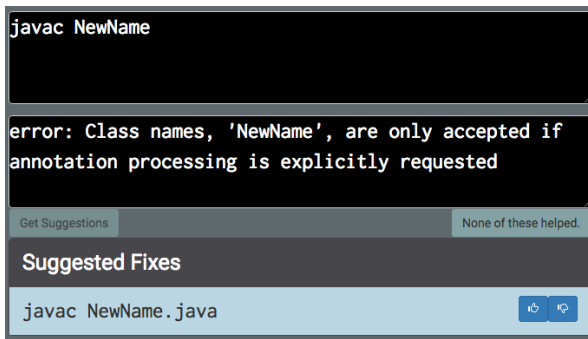 javac NewName
error: Class names, 'NewName', are only accepted if
annotation processing is explicitly requested
Get Suggestions
None of these helped.
Suggested Fixes
javac NewName.java